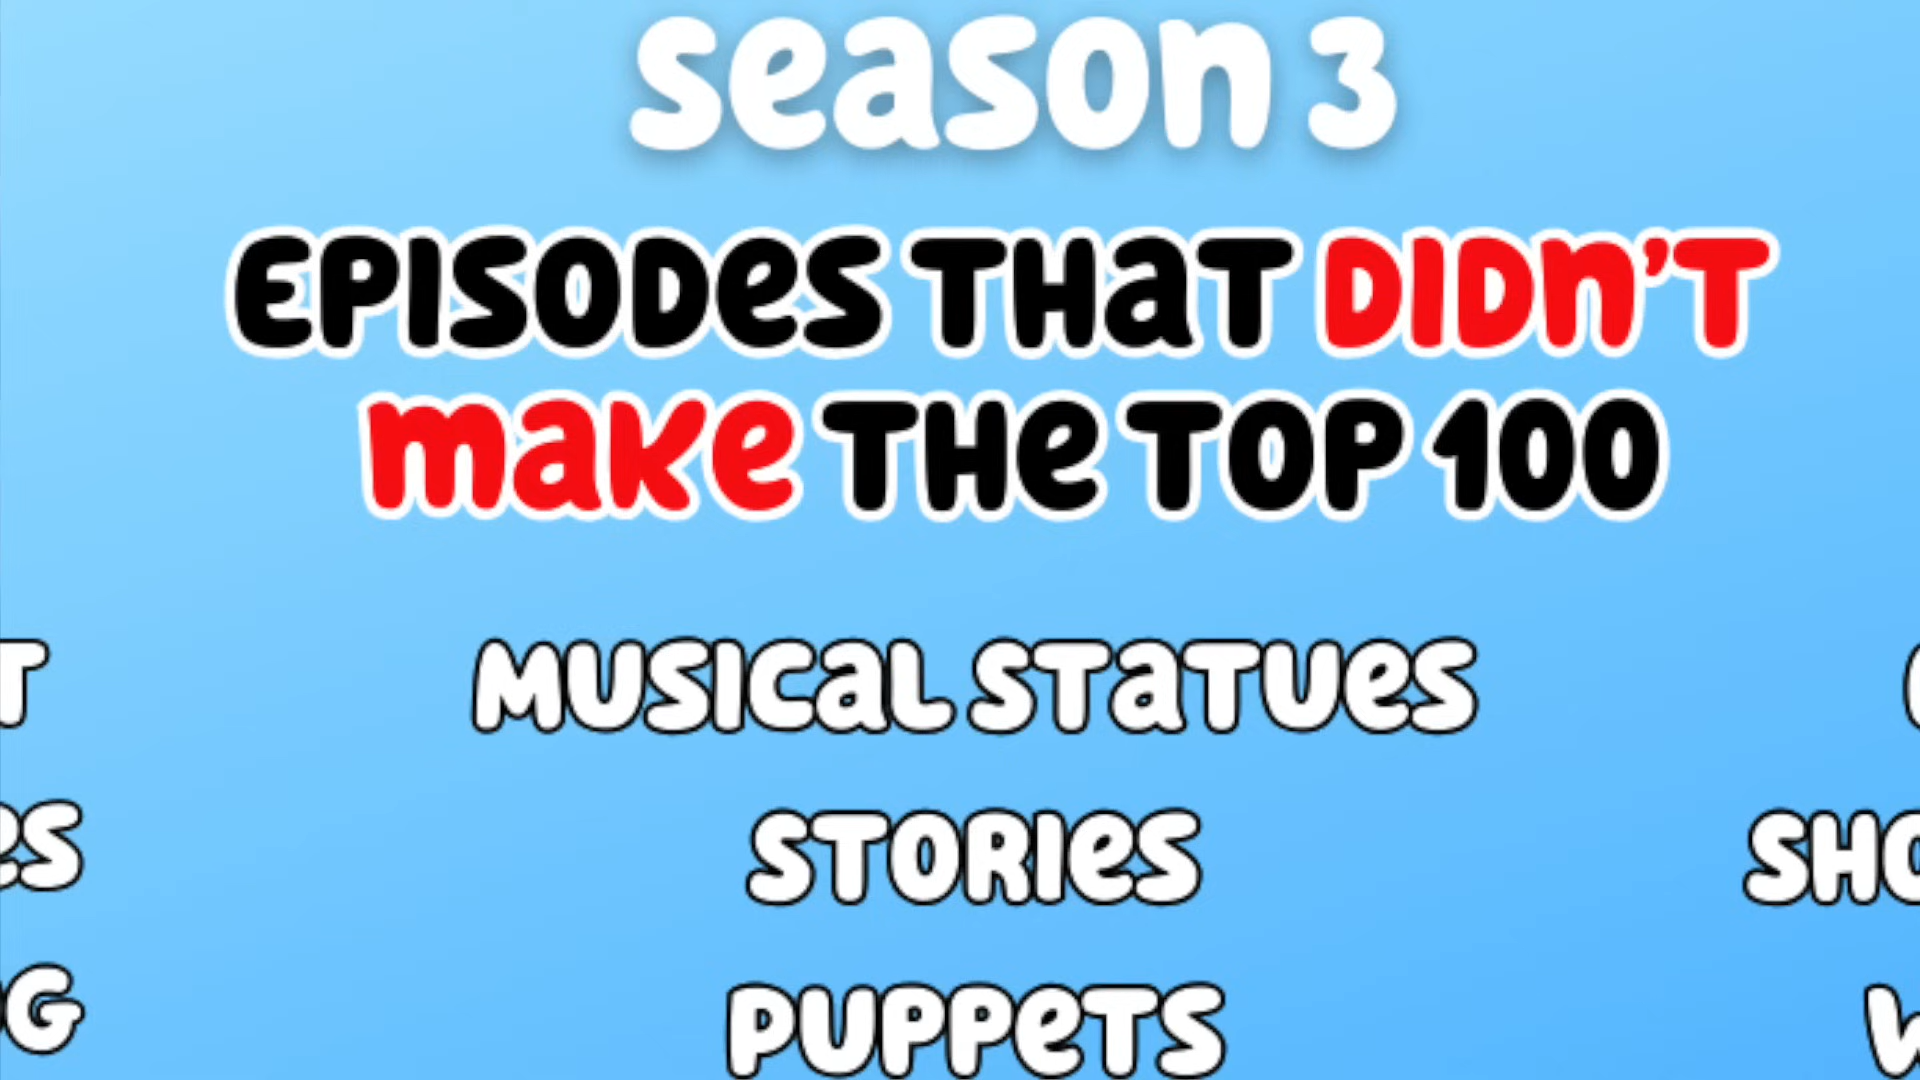 season 3
EPISODES THAT DIDN'T
make THE TOP 100
MUSICAL STATUES
STORIES
PUPPETS